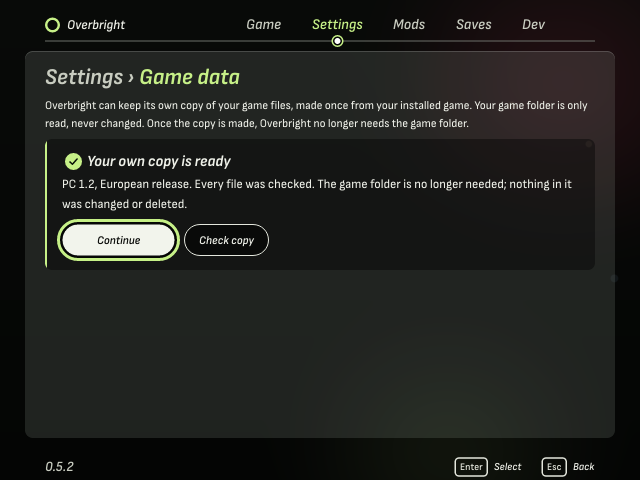 Overbright
Game
Settings
Mods
Saves
Dev
Settings › Game data
Overbright can keep its own copy of your game files, made once from your installed game. Your game folder is only
read, never changed. Once the copy is made, Overbright no longer needs the game folder.
Your own copy is ready
PC 1.2, European release. Every file was checked. The game folder is no longer needed; nothing in it
was changed or deleted.
Continue
Check copy
0.5.2
Enter Select
Esc Back